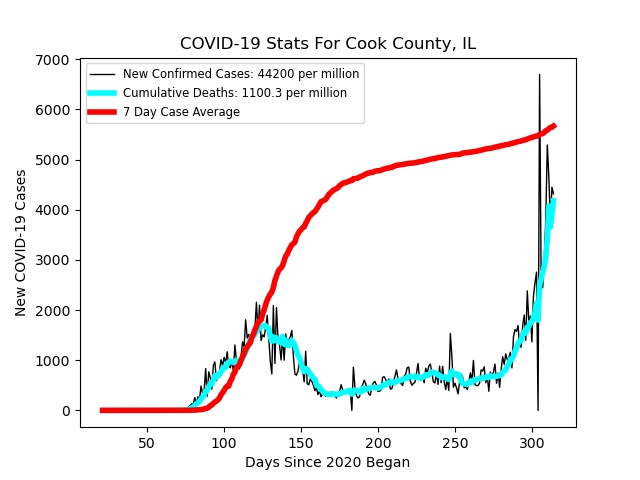 COVID-19 Stats For Cook County, IL
7000
6000
5000
4000
3000
2000
1000
0
New COVID-19 Cases
New Confirmed Cases: 44200 per million
Cumulative Deaths: 1100.3 per million
7 Day Case Average
50 100 150 200 250 300
Days Since 2020 Began